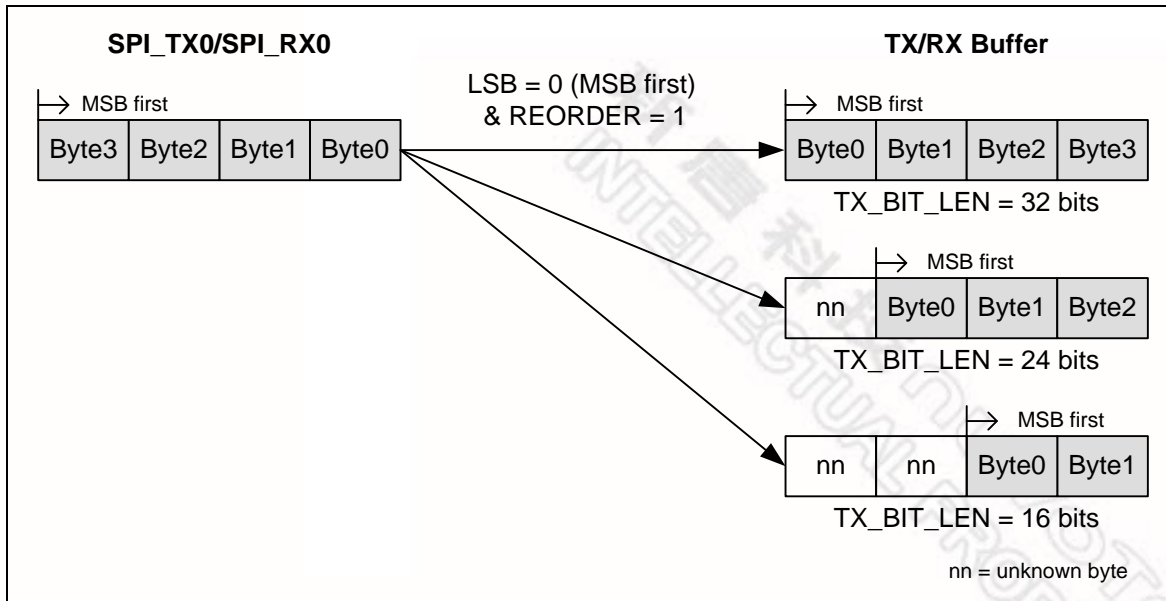 SPI_TX0/SPI_RX0
TX/RX Buffer
LSB = 0 (MSB first)
& REORDER = 1
MSB first
Byte3 Byte2 Byte1 Byte0
MSB first
Byte0 Byte1 Byte2 Byte3
TX_BIT_LEN = 32 bits
MSB first
nn Byte0 Byte1 Byte2
TX_BIT_LEN = 24 bits
MSB first
nn nn Byte0 Byte1
TX_BIT_LEN = 16 bits
nn = unknown byte